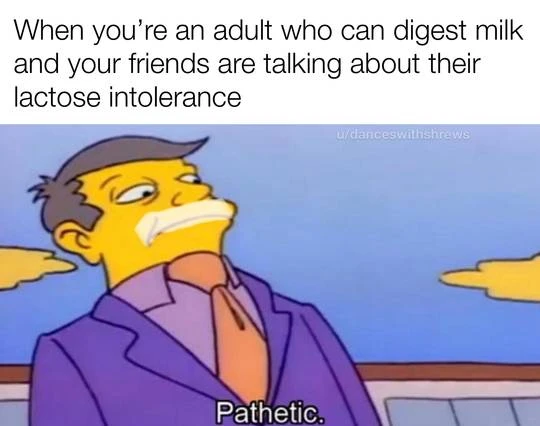 When you’re an adult who can digest milk
and your friends are talking about their
lactose intolerance
u/danceswithshrews
Pathetic.